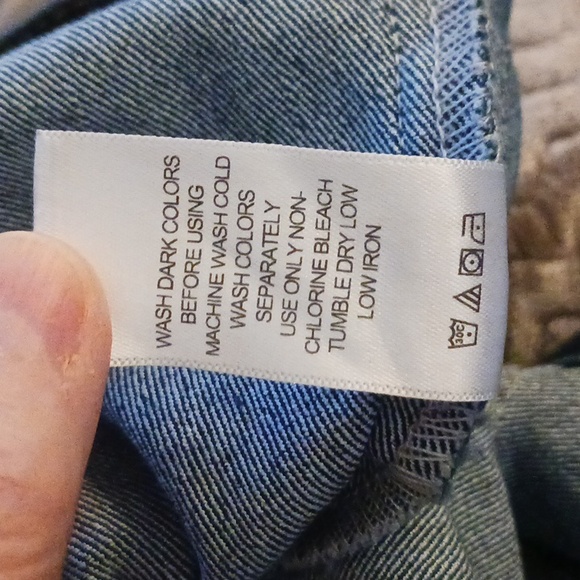 WASH DARK COLORS
BEFORE USING
MACHINE WASH COLD
WASH COLORS
SEPARATELY
USE ONLY NON-
CHLORINE BLEACH
TUMBLE DRY LOW
LOW IRON
30C